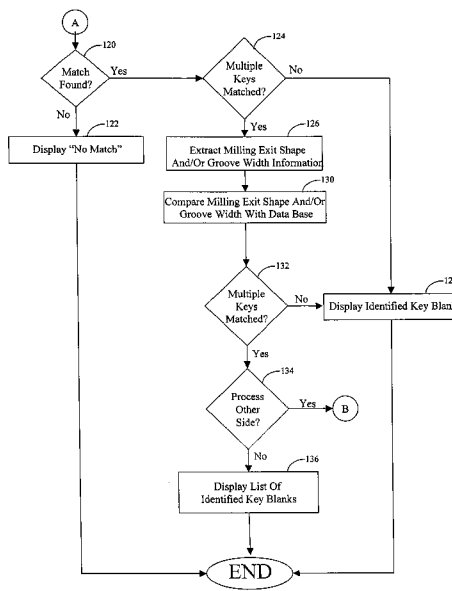 A
120
Match
Found?
Yes
No
122
Display "No Match"
124
Multiple
Keys
Matched?
No
Yes
126
Extract Milling Exit Shape
And/Or Groove Width Information
130
Compare Milling Exit Shape And/Or
Groove Width With Data Base
132
Multiple
Keys
Matched?
No
Yes
12
Display Identified Key Blan
134
Process
Other
Side?
Yes
B
No
136
Display List Of
Identified Key Blanks
END